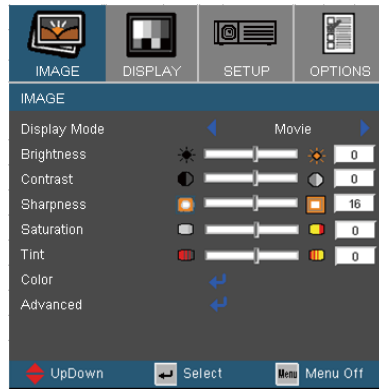 IMAGE DISPLAY SETUP OPTIONS
IMAGE
Display Mode Movie
Brightness 0
Contrast 0
Sharpness 16
Saturation 0
Tint 0
Color
Advanced
UpDown Select Menu Menu Off